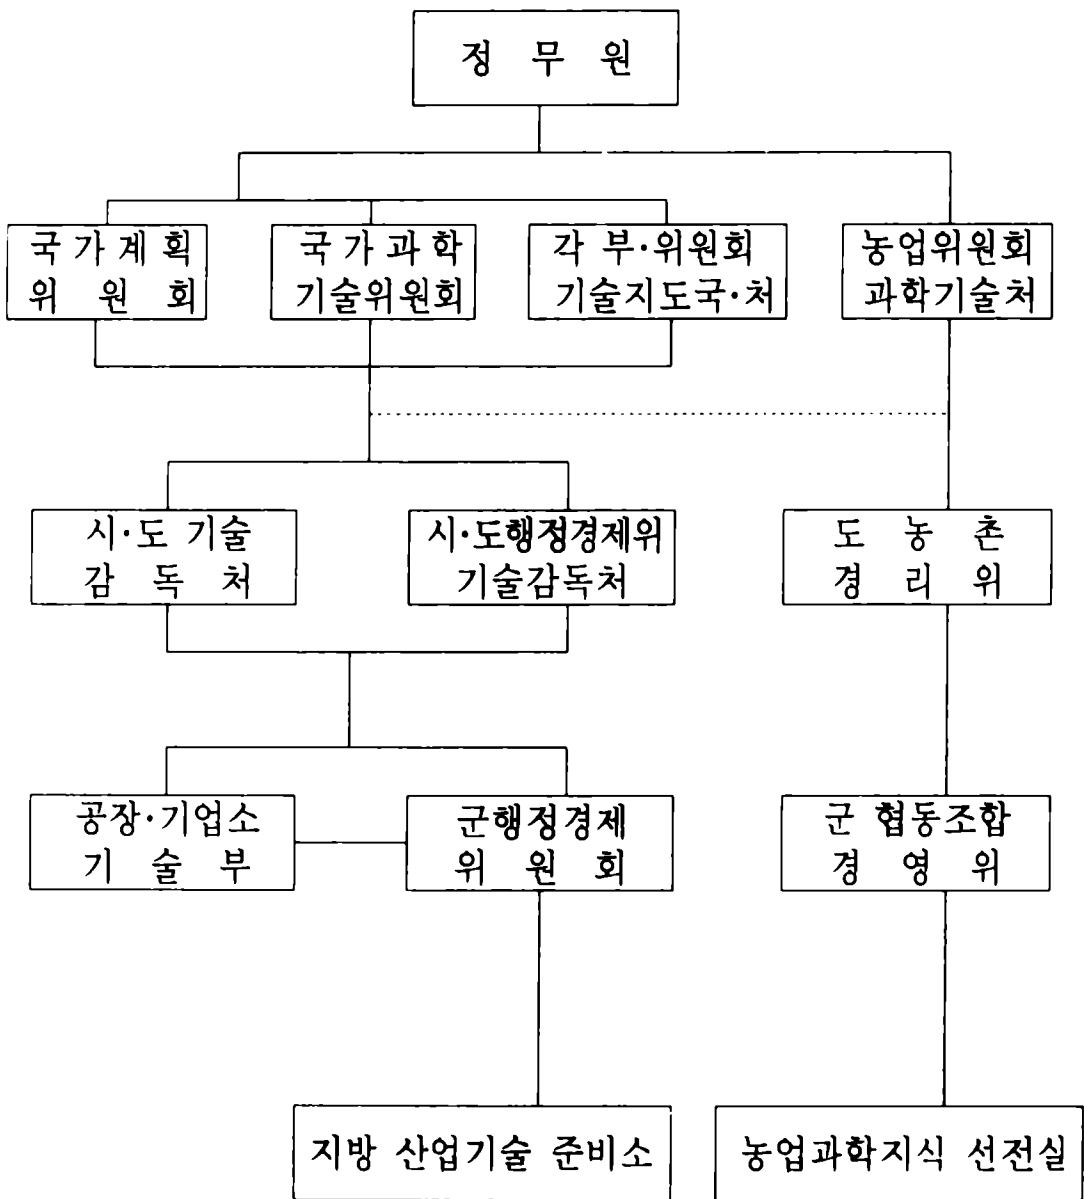 정 무 원
국가계획
위 원 회
국가과학
기술위원회
각 부·위원회
기술지도국·처
농업위원회
과학기술처
시·도 기술
감 독 처
시·도행정경제위
기술감독처
도 농 촌
경 리 위
공장·기업소
기 술 부
군행정경제
위 원 회
군 협동조합
경 영 위
지방 산업기술 준비소
농업과학지식 선전실